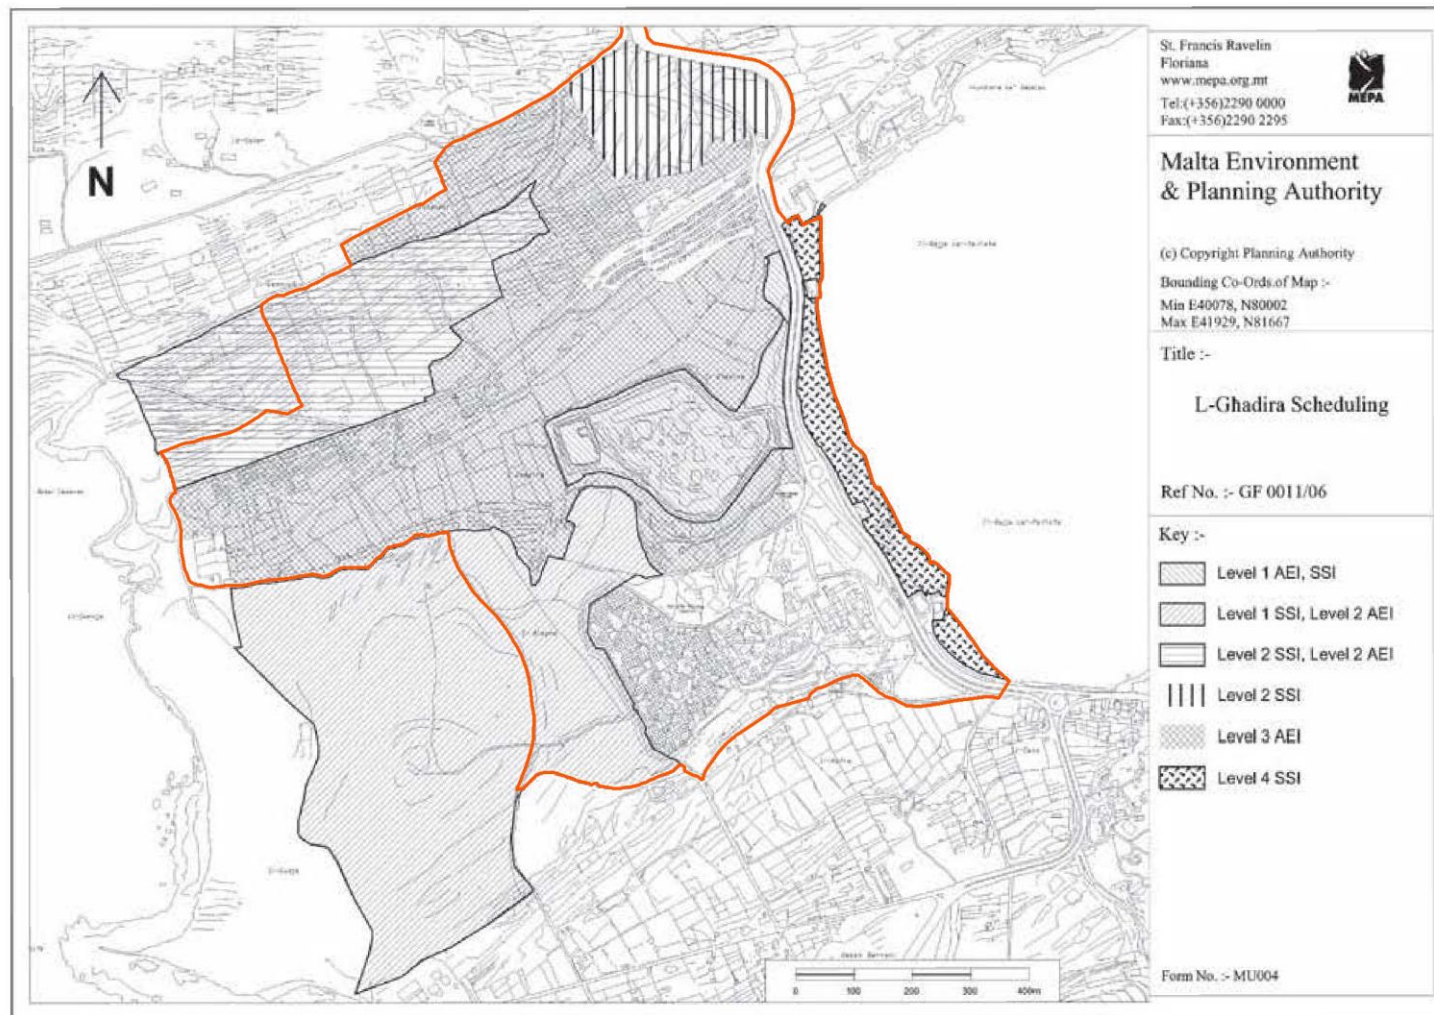 St. Francis Ravelin
Floriana
www.mepa.org.mt
Tel:(+356)2290 0000
Fax:(+356)2290 2295
MEPA
Malta Environment
& Planning Authority
(c) Copyright Planning Authority
Bounding Co-Ords.of Map :-
Min E40078, N80002
Max E41929, N81667
Title :-
L-Għadira Scheduling
Ref No. :- GF 0011/06
Key :-
Level 1 AEI, SSI
Level 1 SSI, Level 2 AEI
Level 2 SSI, Level 2 AEI
Level 2 SSI
Level 3 AEI
Level 4 SSI
Form No. :- MU004
N
0 100 200 300 400m